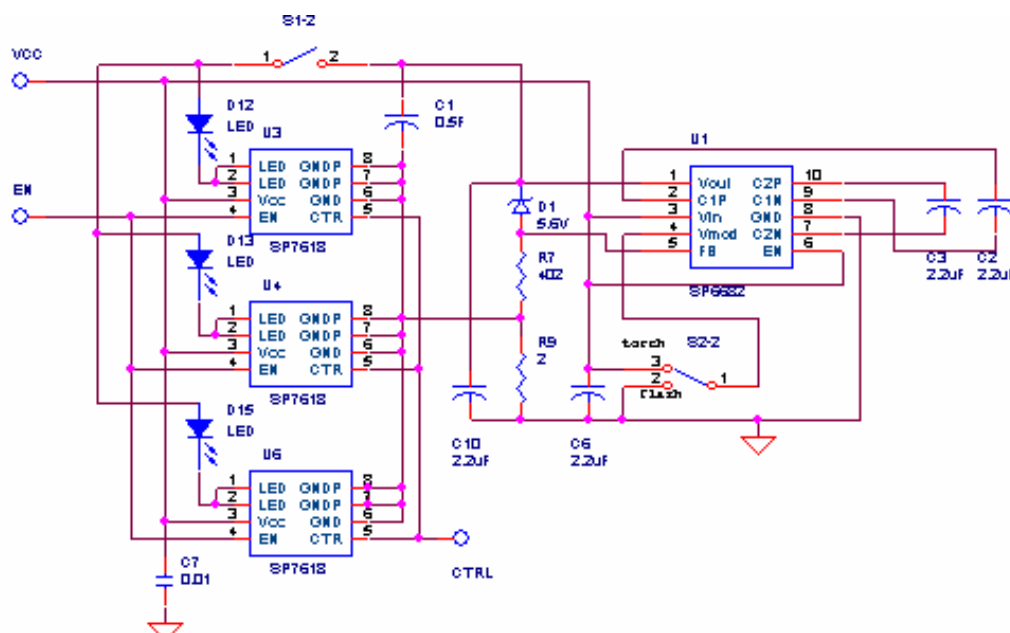 S1-2
VCC
1
2
D12
LED
C1
0.5f
U3
1 LED GNDP 8
2 LED GNDP 7
3 Vcc GND 6
4 EN CTR 5
SP7618
EN
U1
1 Vout C2P 10
2 C1P C1N 9
3 Vin GND 8
4 Vmod C2N 7
5 FB EN 6
SP6682
D1
5.6V
C3
2.2uF
C2
2.2uF
D13
LED
R7
402
U4
1 LED GNDP 8
2 LED GNDP 7
3 Vcc GND 6
4 EN CTR 5
SP7618
R9
2
torch
S2-2
3
2
1
flash
D15
LED
C10
2.2uF
C6
2.2uF
U6
1 LED GNDP 8
2 LED GNDP 7
3 Vcc GND 6
4 EN CTR 5
SP7618
C7
0.01
CTRL